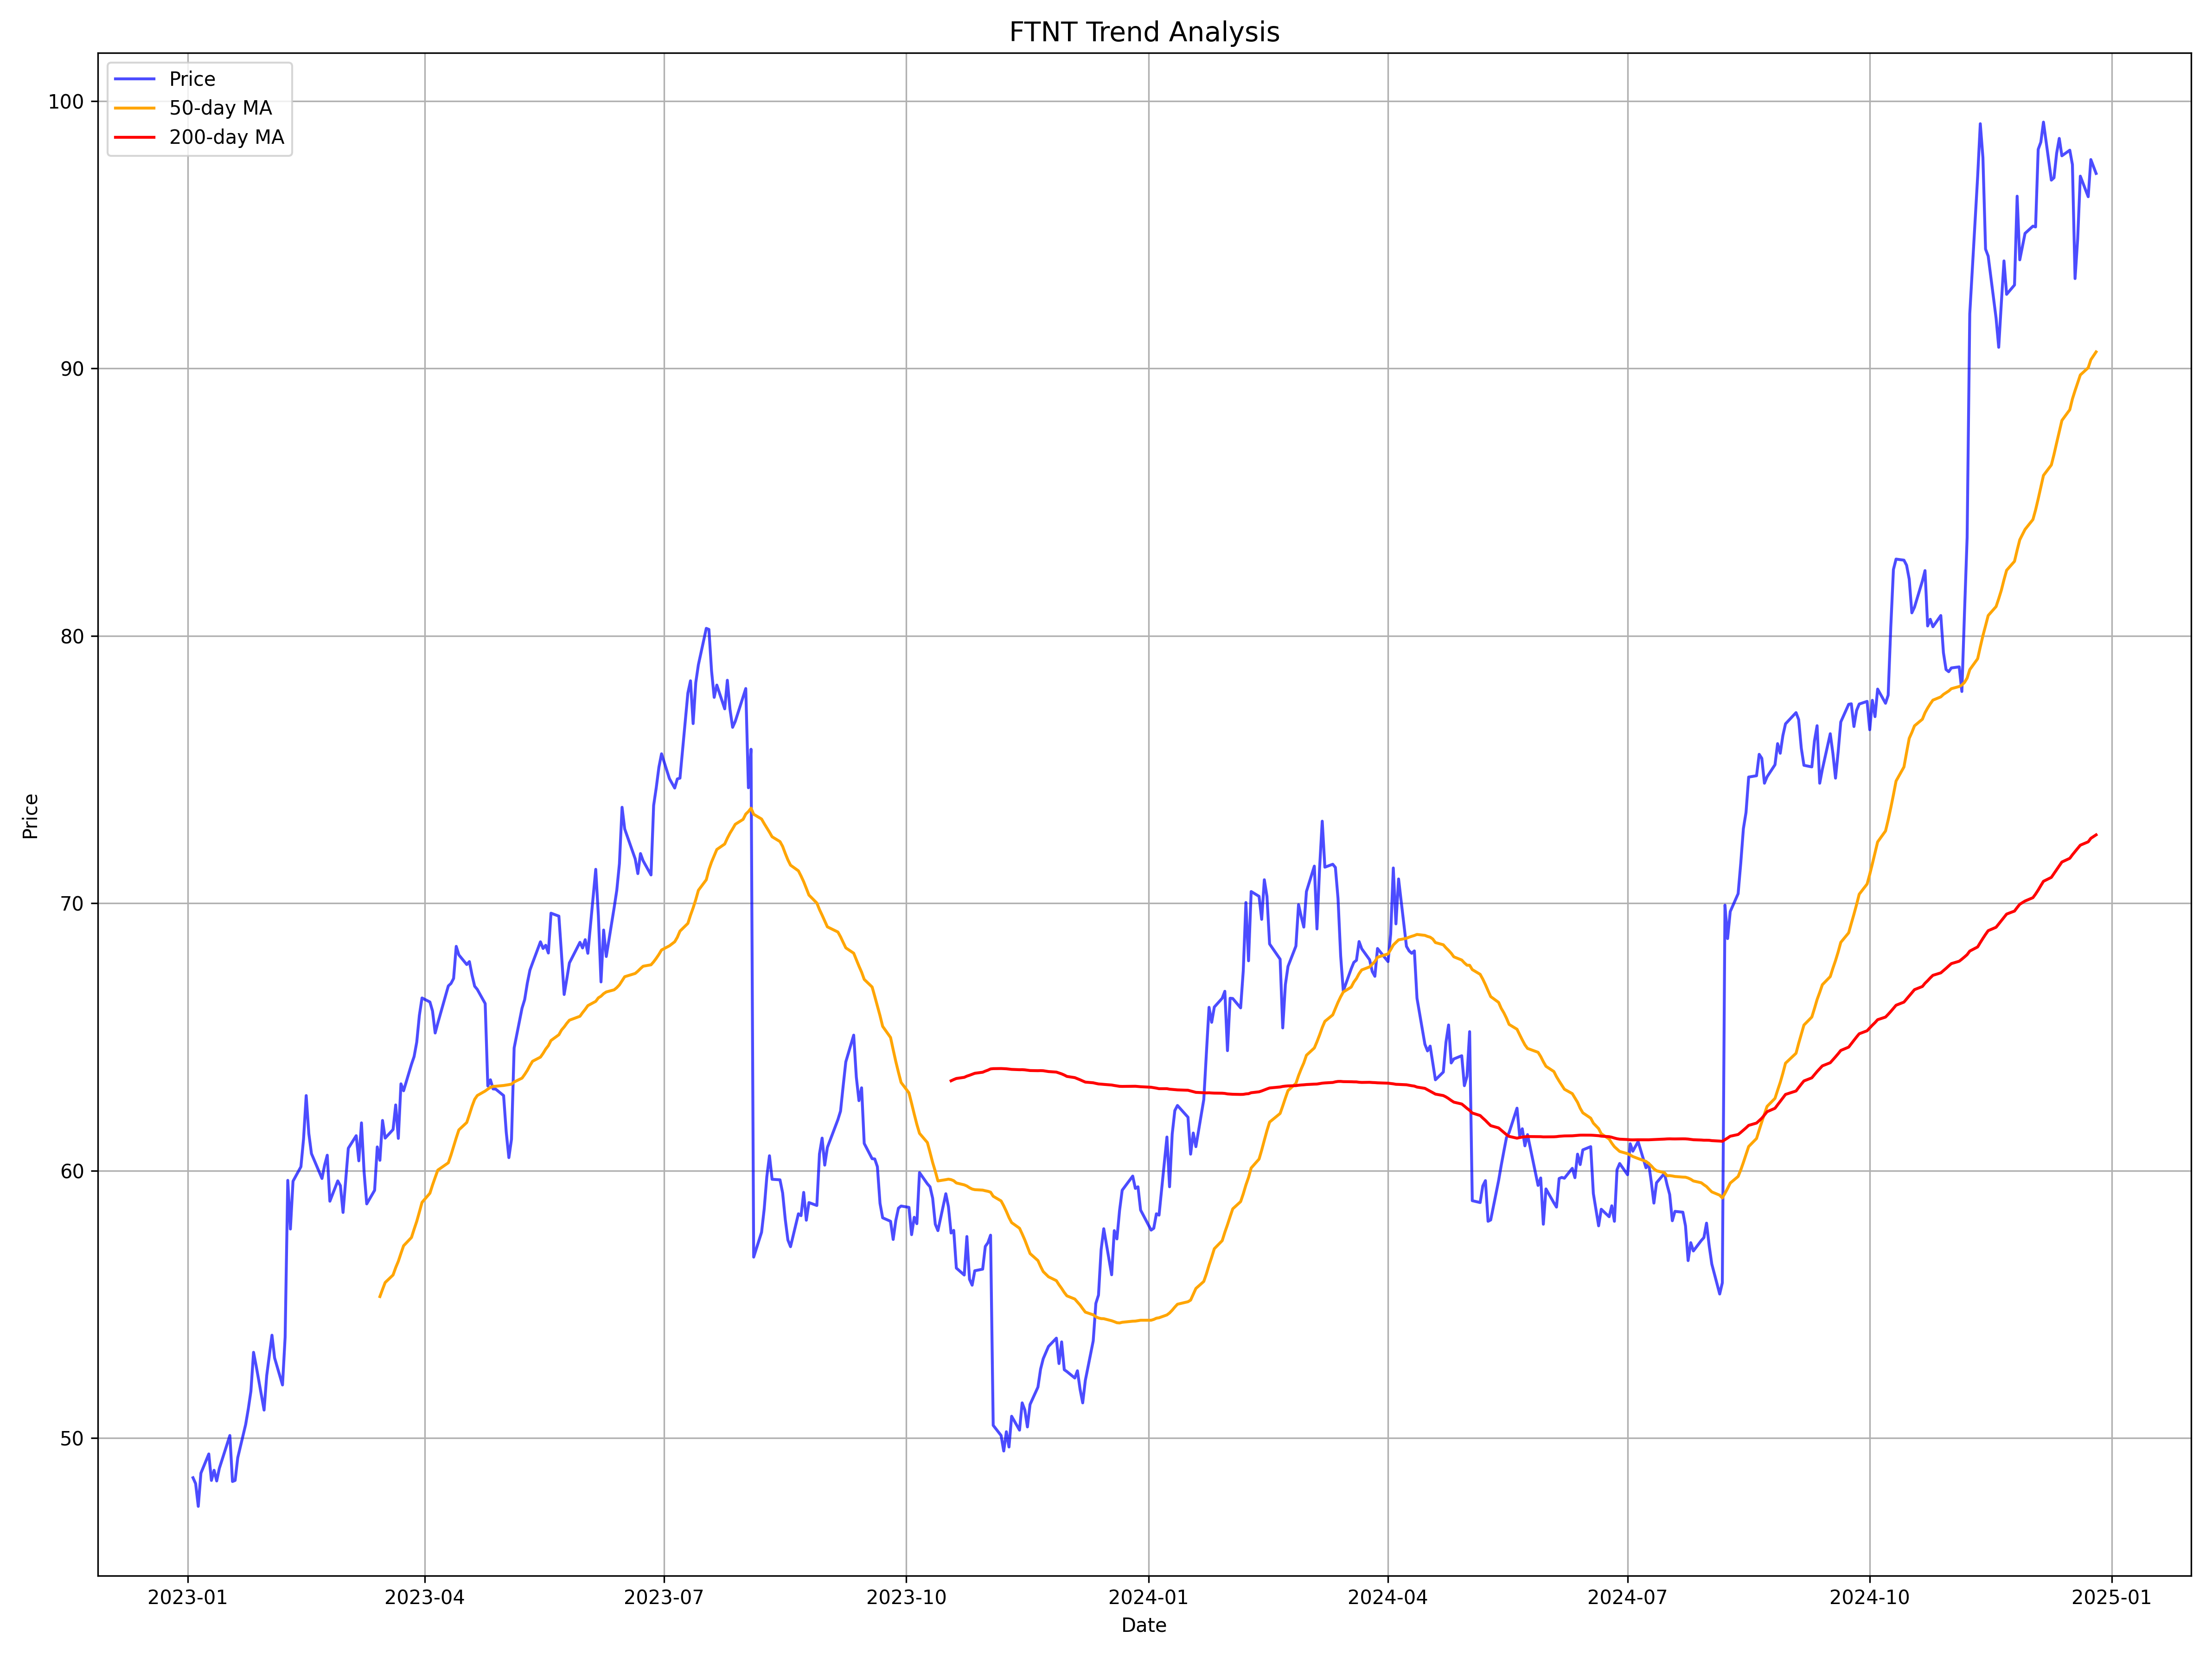 FTNT Trend Analysis
Price
50-day MA
200-day MA
100
90
80
70
60
50
Price
2023-01
2023-04
2023-07
2023-10
2024-01
2024-04
2024-07
2024-10
2025-01
Date